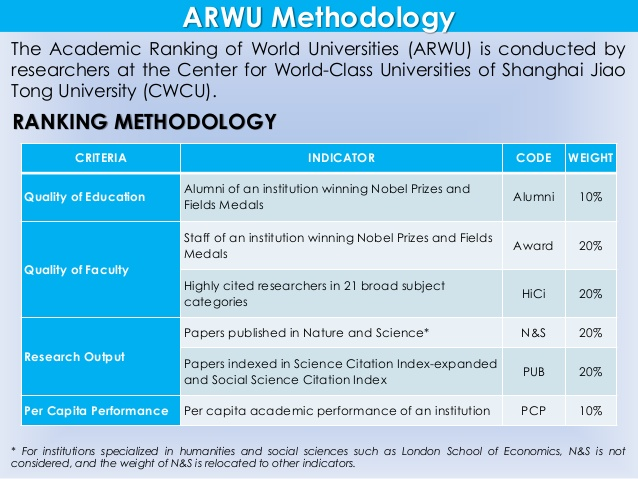 ARWU Methodology
The Academic Ranking of World Universities (ARWU) is conducted by
researchers at the Center for World-Class Universities of Shanghai Jiao
Tong University (CWCU).
RANKING METHODOLOGY
CRITERIA INDICATOR CODE WEIGHT
Quality of Education
Alumni of an institution winning Nobel Prizes and
Fields Medals
Alumni 10%
Quality of Faculty
Staff of an institution winning Nobel Prizes and Fields
Medals
Award 20%
Highly cited researchers in 21 broad subject
categories
HiCi 20%
Research Output
Papers published in Nature and Science* N&S 20%
Papers indexed in Science Citation Index-expanded
and Social Science Citation Index
PUB 20%
Per Capita Performance Per capita academic performance of an institution PCP 10%
* For institutions specialized in humanities and social sciences such as London School of Economics, N&S is not
considered, and the weight of N&S is relocated to other indicators.